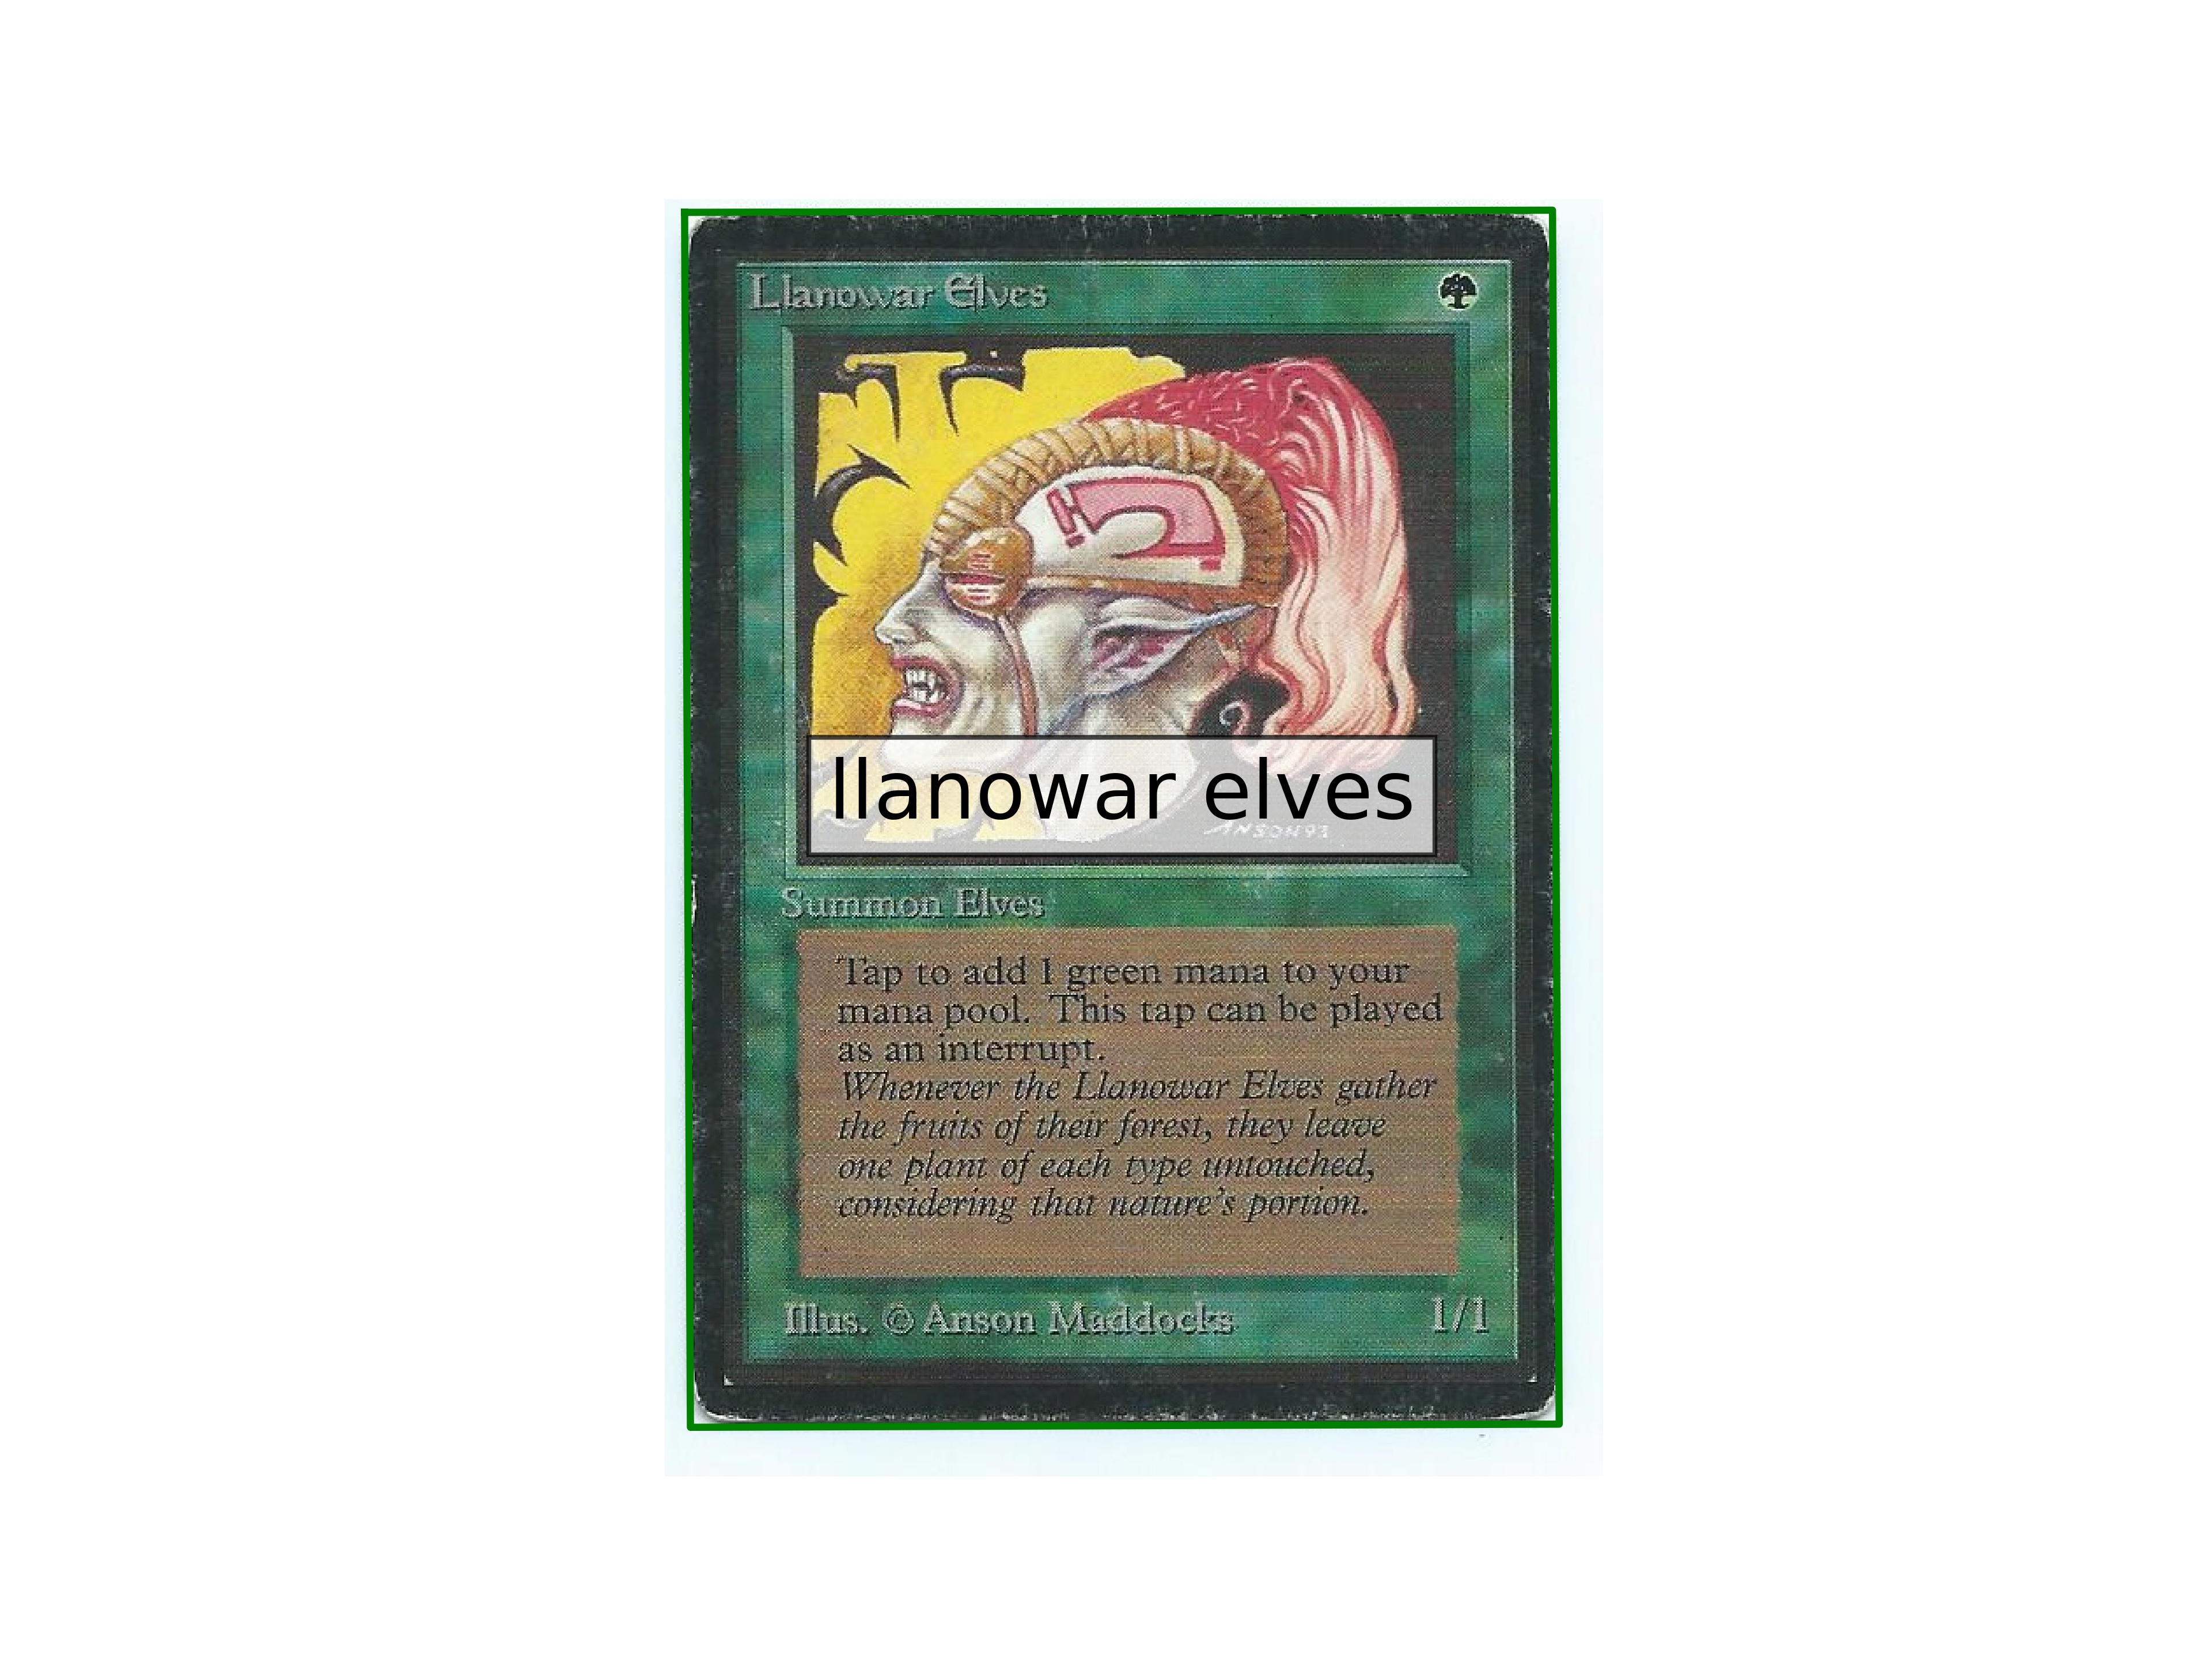 Llanowar Elves
ANSON 93
llanowar elves
Summon Elves
Tap to add 1 green mana to your
mana pool. This tap can be played
as an interrupt.
Whenever the Llanowar Elves gather
the fruits of their forest, they leave
one plant of each type untouched,
considering that nature's portion.
Illus. © Anson Maddocks
1/1